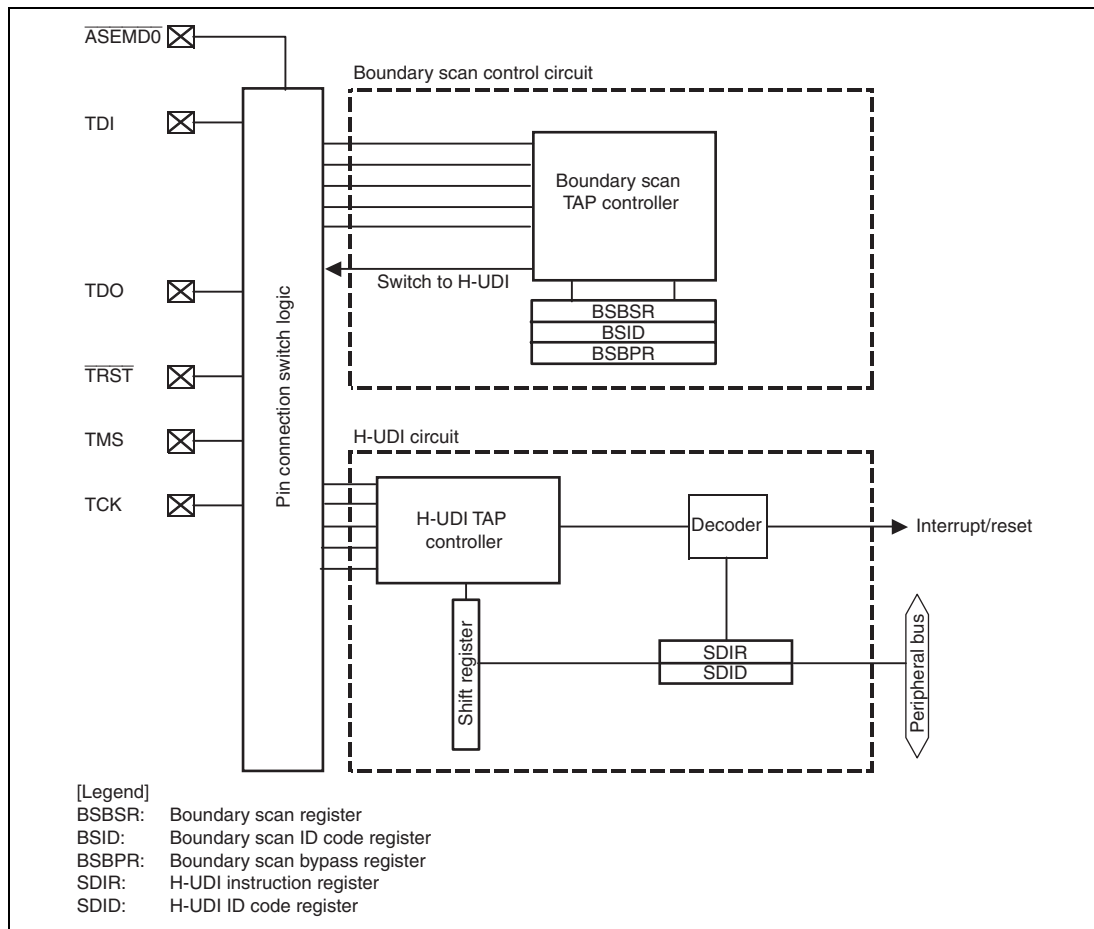 ASEMD0
Boundary scan control circuit
TDI
Boundary scan
TAP controller
Switch to H-UDI
TDO
BSBSR
BSID
BSBPR
Pin connection switch logic
TRST
TMS
H-UDI circuit
TCK
H-UDI TAP
controller
Decoder
Interrupt/reset
Shift register
SDIR
SDID
Peripheral bus
[Legend]
BSBSR: Boundary scan register
BSID: Boundary scan ID code register
BSBPR: Boundary scan bypass register
SDIR: H-UDI instruction register
SDID: H-UDI ID code register